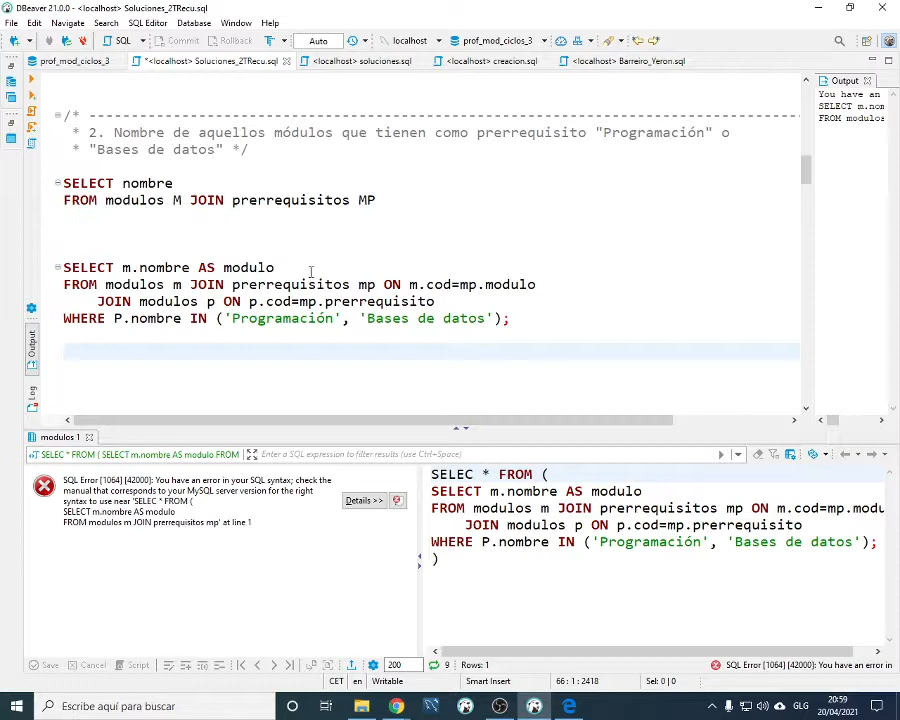 DBeaver 21.0.0 - <localhost> Soluciones_2TRecu.sql
File Edit Navigate Search SQL Editor Database Window Help
SQL Commit Rollback T Auto localhost prof_mod_ciclos_3
prof_mod_ciclos_3 *<localhost> Soluciones_2TRecu.sql <localhost> soluciones.sql <localhost> creacion.sql <localhost> Barreiro_Yeron.sql Output
/* --------------------------------------------------------------------------------------
* 2. Nombre de aquellos módulos que tienen como prerrequisito "Programación" o
* "Bases de datos" */
SELECT nombre
FROM modulos M JOIN prerrequisitos MP
SELECT m.nombre AS modulo
FROM modulos m JOIN prerrequisitos mp ON m.cod=mp.modulo
JOIN modulos p ON p.cod=mp.prerrequisito
WHERE P.nombre IN ('Programación', 'Bases de datos');
You have an
SELECT m.nom
FROM modulos
Output
Log
modulos 1
SELEC * FROM ( SELECT m.nombre AS modulo FROM Enter a SQL expression to filter results (use Ctrl+Space)
SQL Error [1064] [42000]: You have an error in your SQL syntax; check the
manual that corresponds to your MySQL server version for the right
syntax to use near 'SELEC * FROM (
SELECT m.nombre AS modulo
FROM modulos m JOIN prerrequisitos mp' at line 1
Details >>
SELEC * FROM (
SELECT m.nombre AS modulo
FROM modulos m JOIN prerrequisitos mp ON m.cod=mp.modu
JOIN modulos p ON p.cod=mp.prerrequisito
WHERE P.nombre IN ('Programación', 'Bases de datos');
)
Save Cancel Script 200 9 Rows: 1 SQL Error [1064] [42000]: You have an error in
CET en Writable Smart Insert 66 : 1 : 2418 Sel: 0 | 0
Escribe aquí para buscar
GLG
20:59
20/04/2021